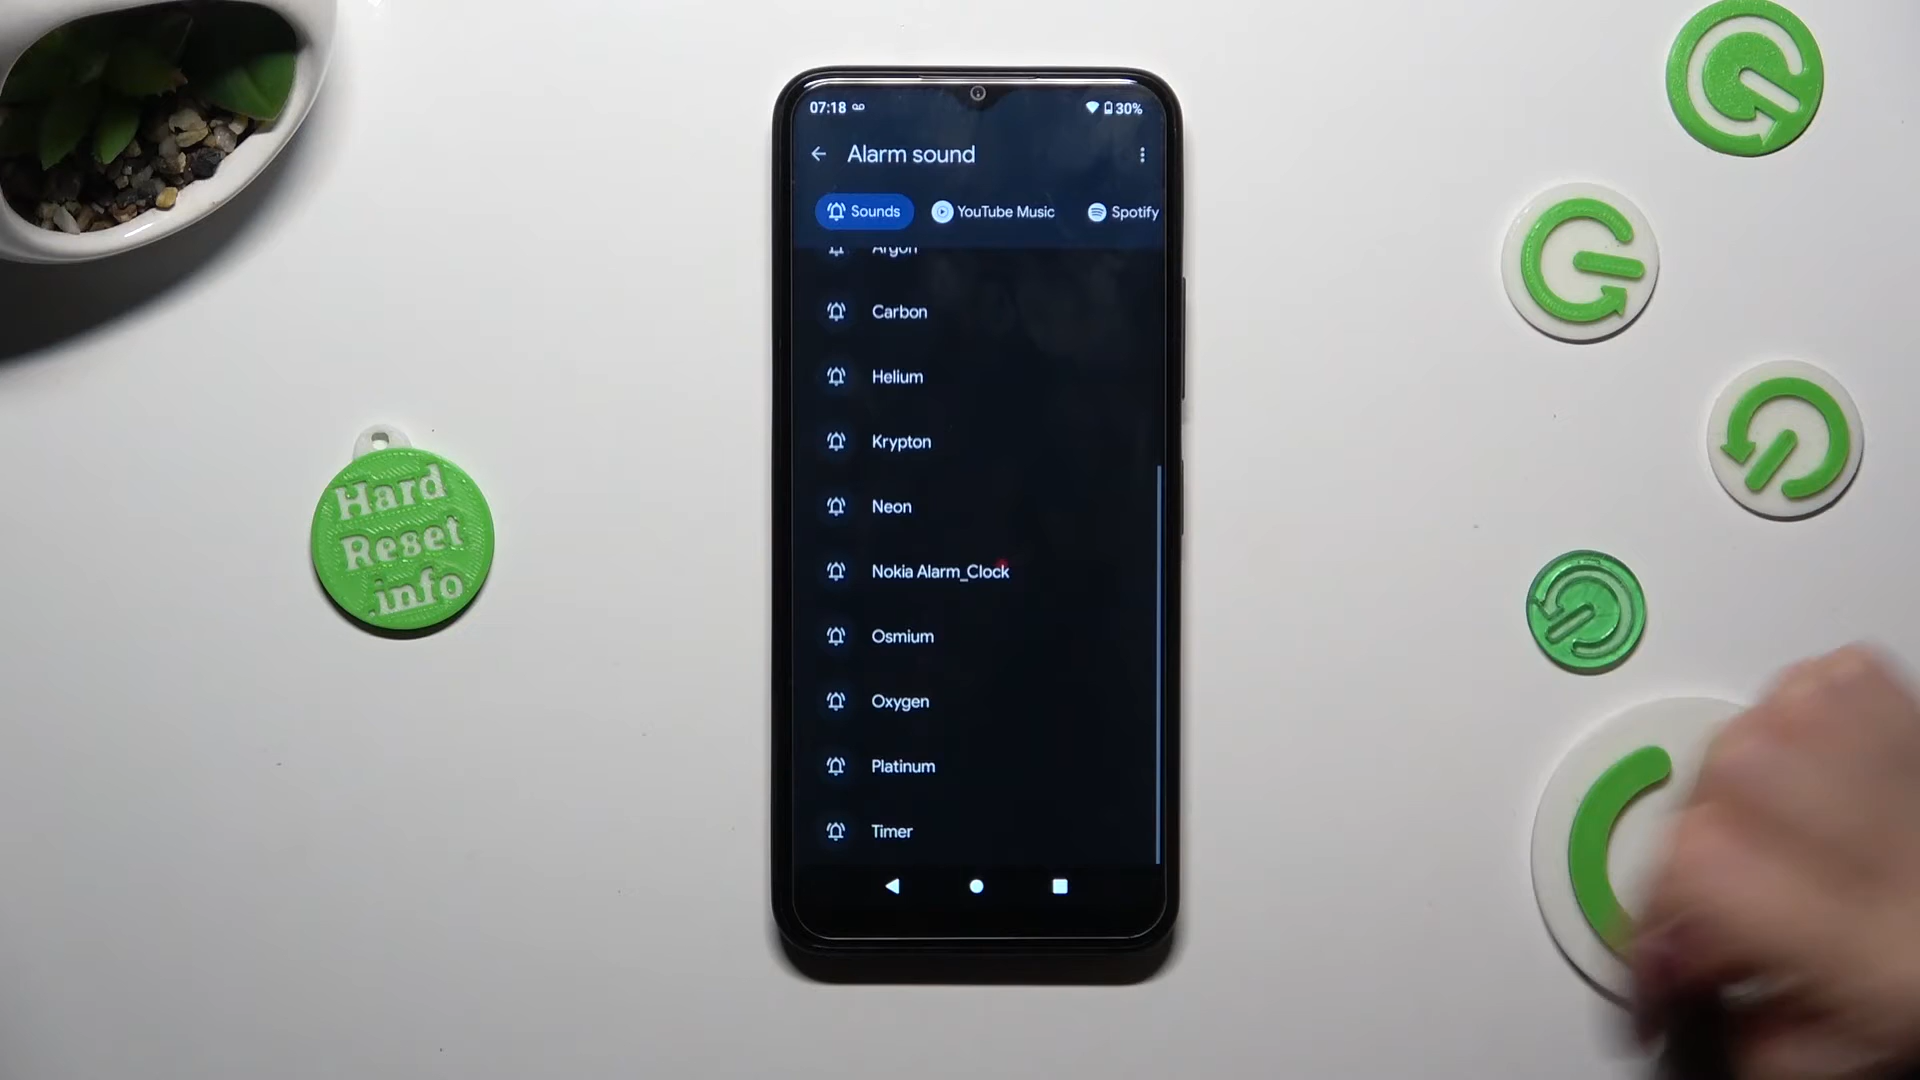 07:18
30%
Alarm sound
Sounds
YouTube Music
Spotify
Argon
Carbon
Helium
Krypton
Neon
Nokia Alarm_Clock
Osmium
Oxygen
Platinum
Timer
Hard
Reset
.info